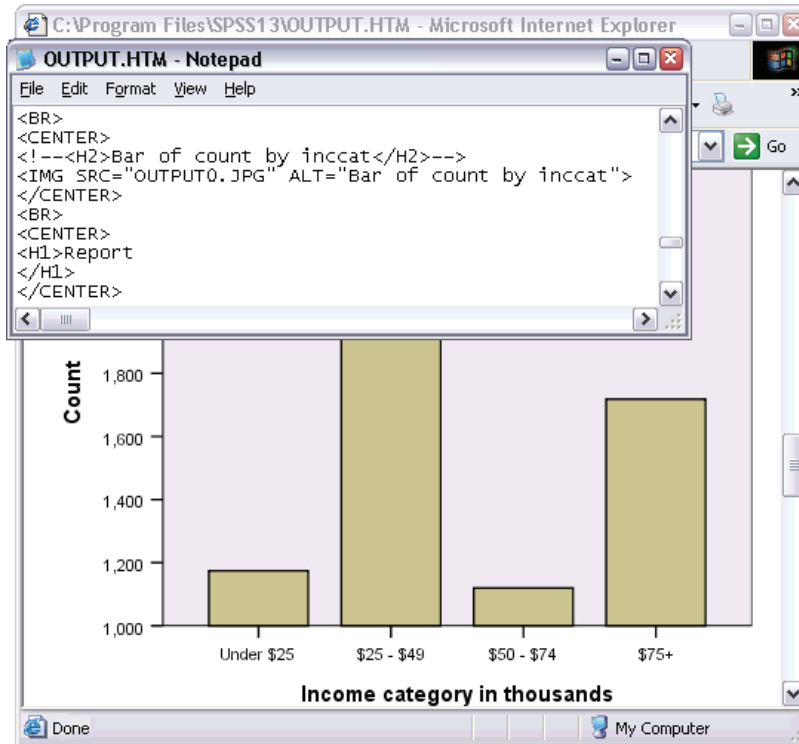 C:\Program Files\SPSS13\OUTPUT.HTM - Microsoft Internet Explorer
OUTPUT.HTM - Notepad
File Edit Format View Help
<BR>
<CENTER>
<!--<H2>Bar of count by inccat</H2>-->
<IMG SRC="OUTPUT0.JPG" ALT="Bar of count by inccat">
</CENTER>
<BR>
<CENTER>
<H1>Report
</H1>
</CENTER>
Go
Count
1,800
1,600
1,400
1,200
1,000
Under $25 $25 - $49 $50 - $74 $75+
Income category in thousands
Done My Computer